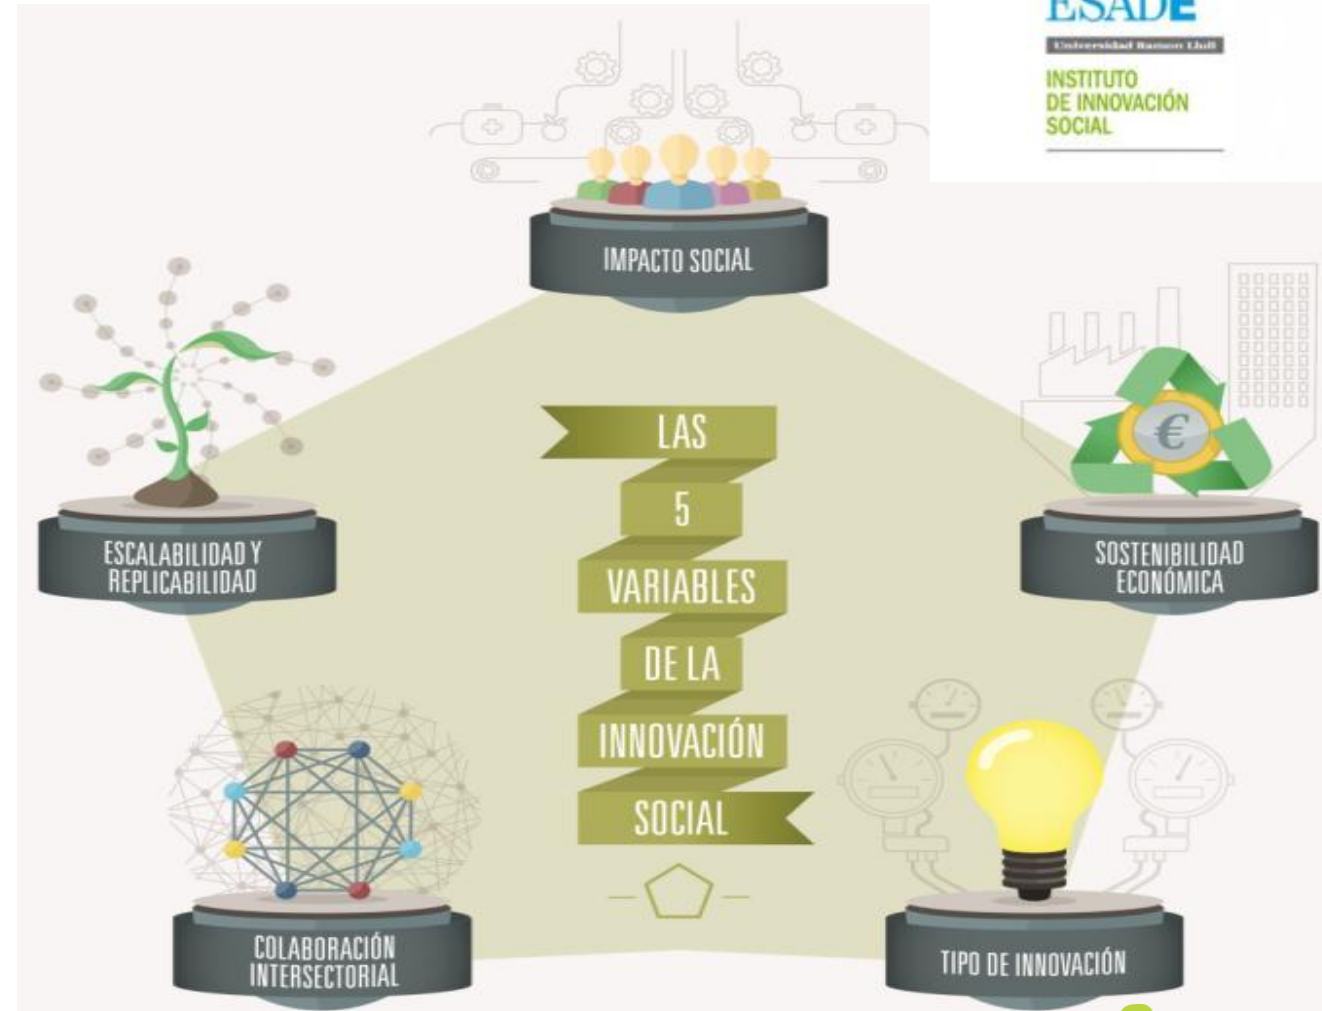 ESADE
Universidad Ramon Llull
INSTITUTO
DE INNOVACIÓN
SOCIAL
IMPACTO SOCIAL
LAS
5
VARIABLES
DE LA
INNOVACIÓN
SOCIAL
ESCALABILIDAD Y
REPLICABILIDAD
€
SOSTENIBILIDAD
ECONÓMICA
COLABORACIÓN
INTERSECTORIAL
TIPO DE INNOVACIÓN